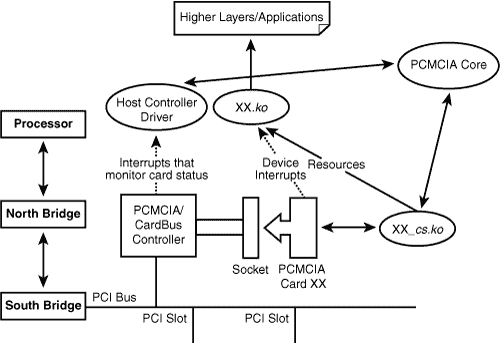 Higher Layers/Applications
PCMCIA Core
Host Controller
Driver
XX.ko
Processor
Interrupts that
monitor card status
Device
Interrupts
Resources
North Bridge
PCMCIA/
CardBus
Controller
XX_cs.ko
Socket
PCMCIA
Card XX
South Bridge
PCI Bus
PCI Slot
PCI Slot